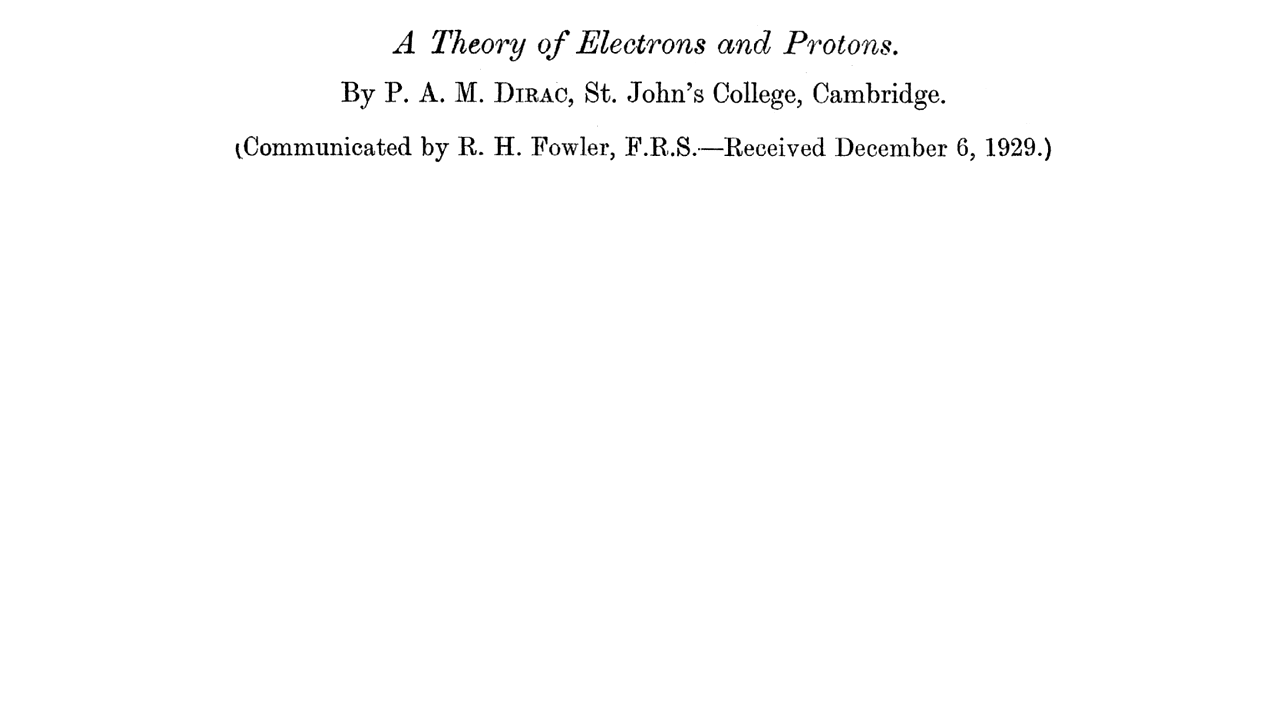 A Theory of Electrons and Protons.
By P. A. M. Dirac, St. John's College, Cambridge.
(Communicated by R. H. Fowler, F.R.S.—Received December 6, 1929.)